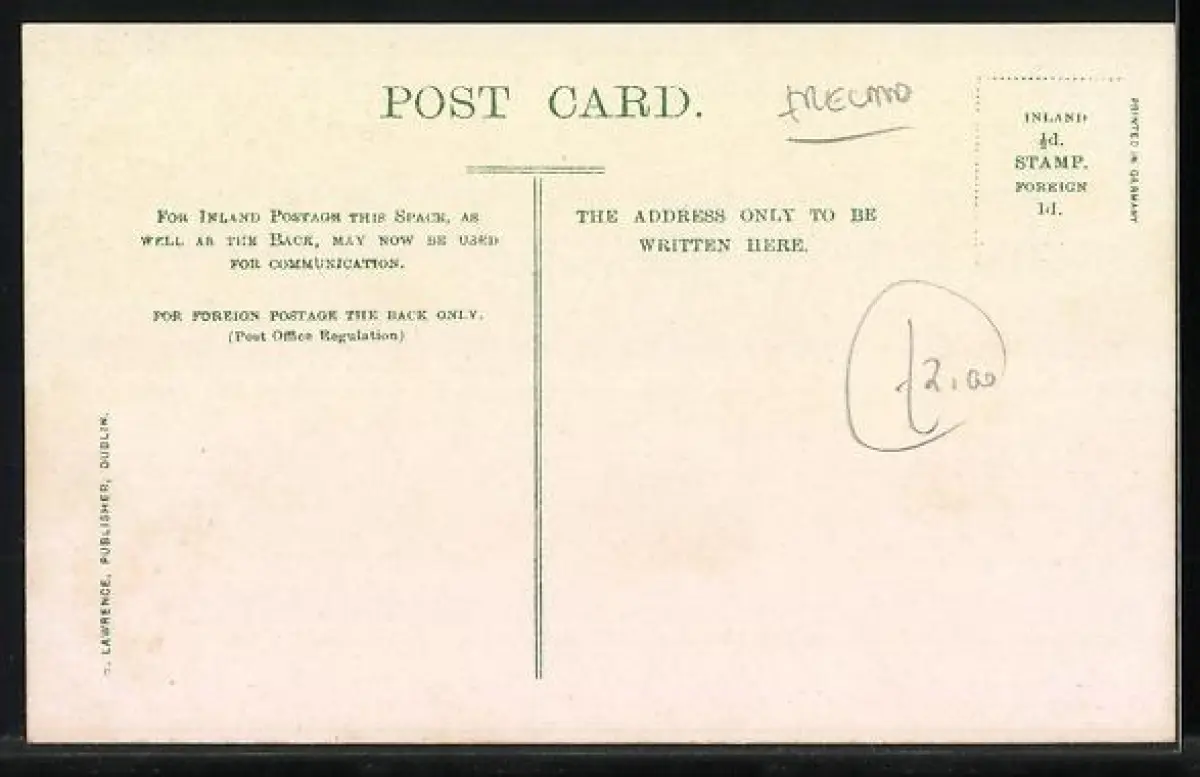 POST CARD.
IRELAND
INLAND
½d.
STAMP.
FOREIGN
1d.
PRINTED IN GERMANY
FOR INLAND POSTAGE THIS SPACE, AS
WELL AS THE BACK, MAY NOW BE USED
FOR COMMUNICATION.
FOR FOREIGN POSTAGE THE BACK ONLY.
(Post Office Regulation)
THE ADDRESS ONLY TO BE
WRITTEN HERE.
£2.00
LAWRENCE, PUBLISHER, DUBLIN.